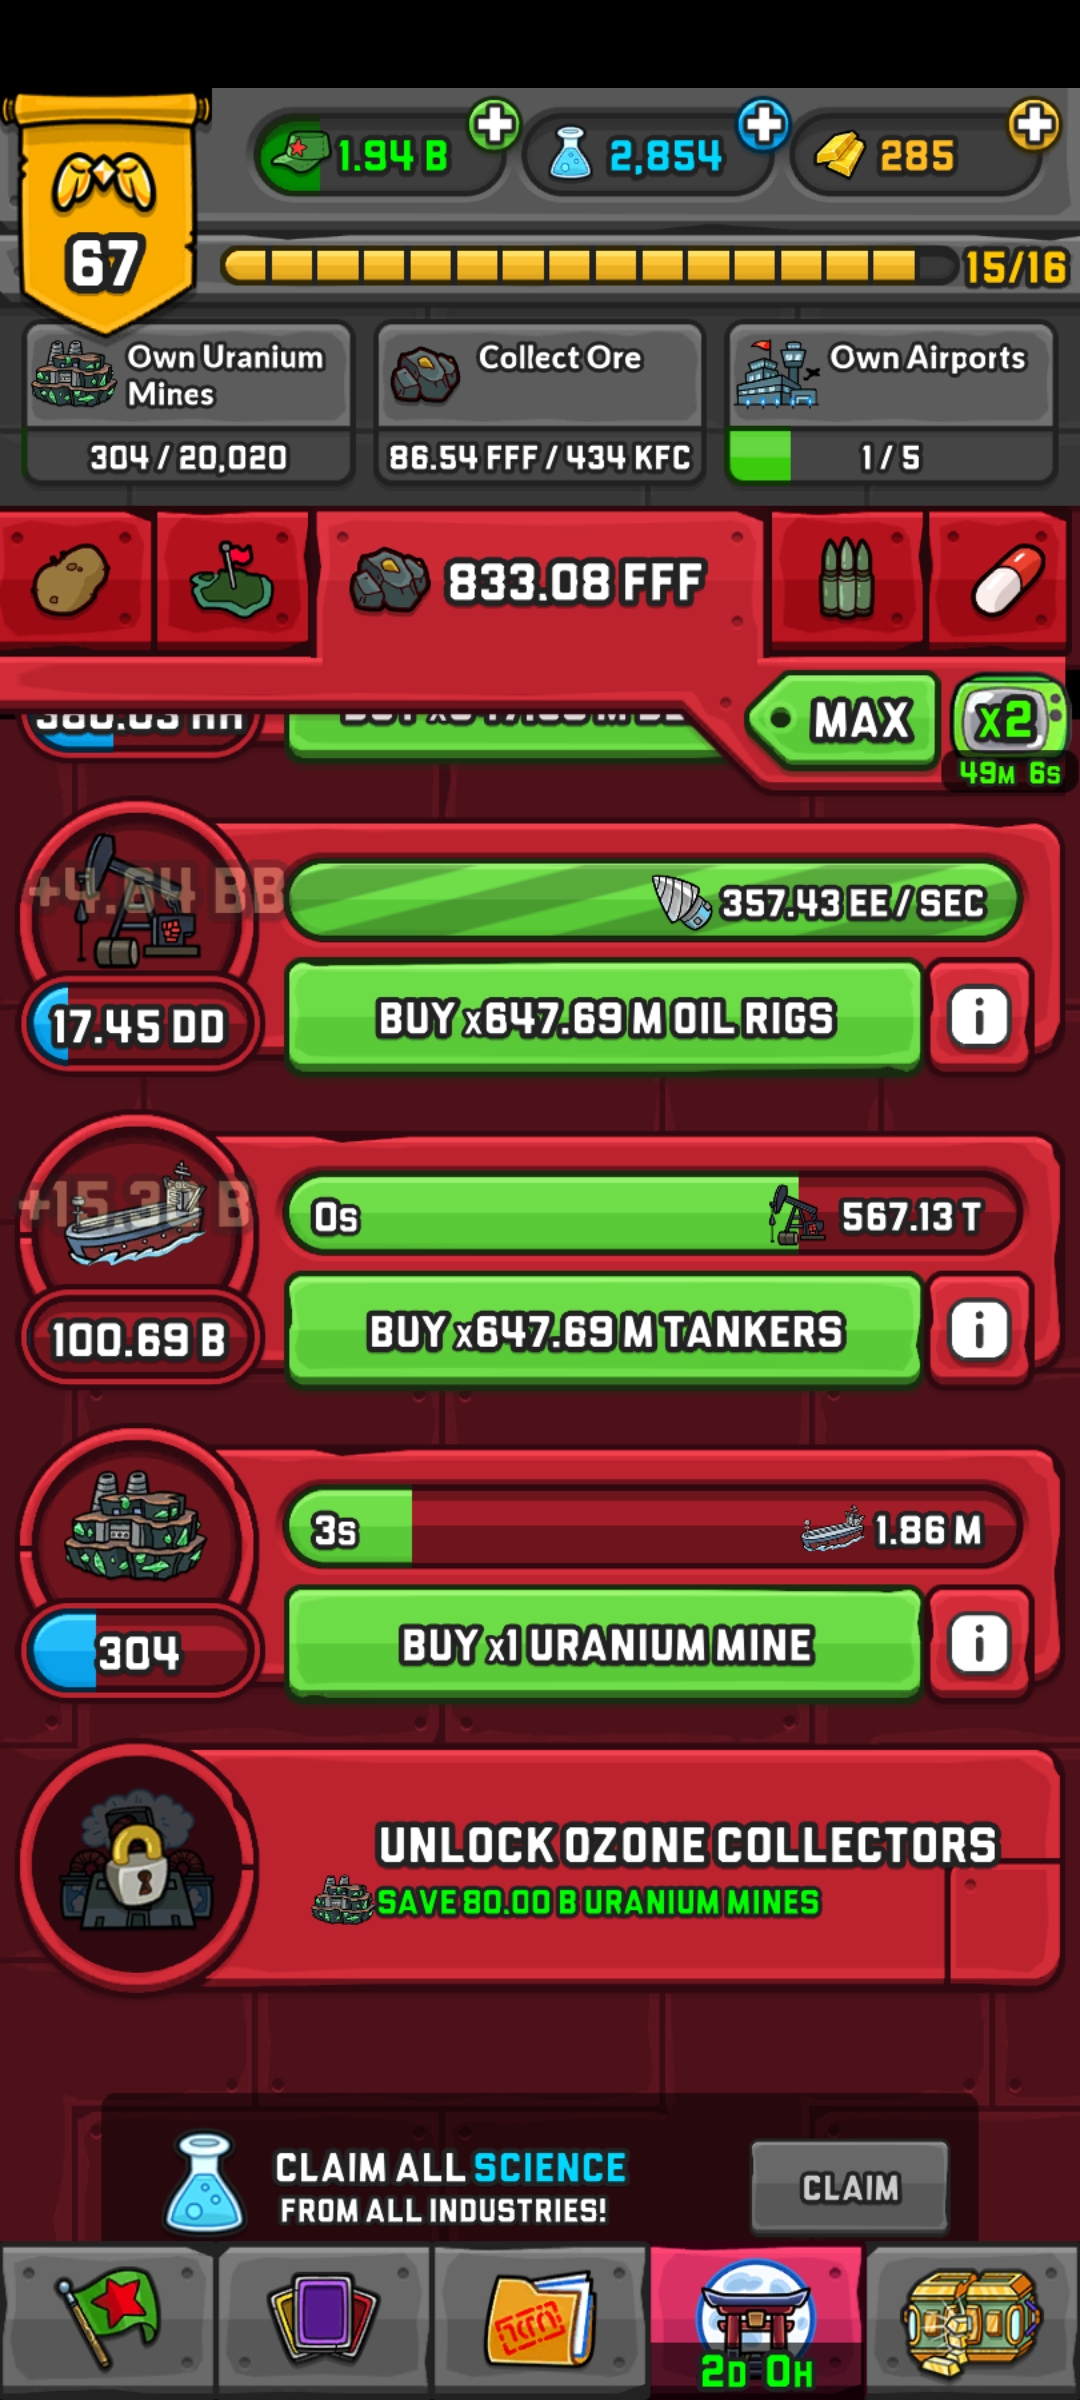 1.94 B
2,854
285
67
15/16
Own Uranium
Mines
304 / 20,020
Collect Ore
86.54 FFF / 434 KFC
Own Airports
1 / 5
833.08 FFF
MAX
x2
49M 6S
357.43 EE / SEC
17.45 DD
BUY x647.69 M OIL RIGS
i
0s
567.13 T
100.69 B
BUY x647.69 M TANKERS
i
3s
1.86 M
304
BUY x1 URANIUM MINE
i
UNLOCK OZONE COLLECTORS
SAVE 80.00 B URANIUM MINES
CLAIM ALL SCIENCE
FROM ALL INDUSTRIES!
CLAIM
2D 0H